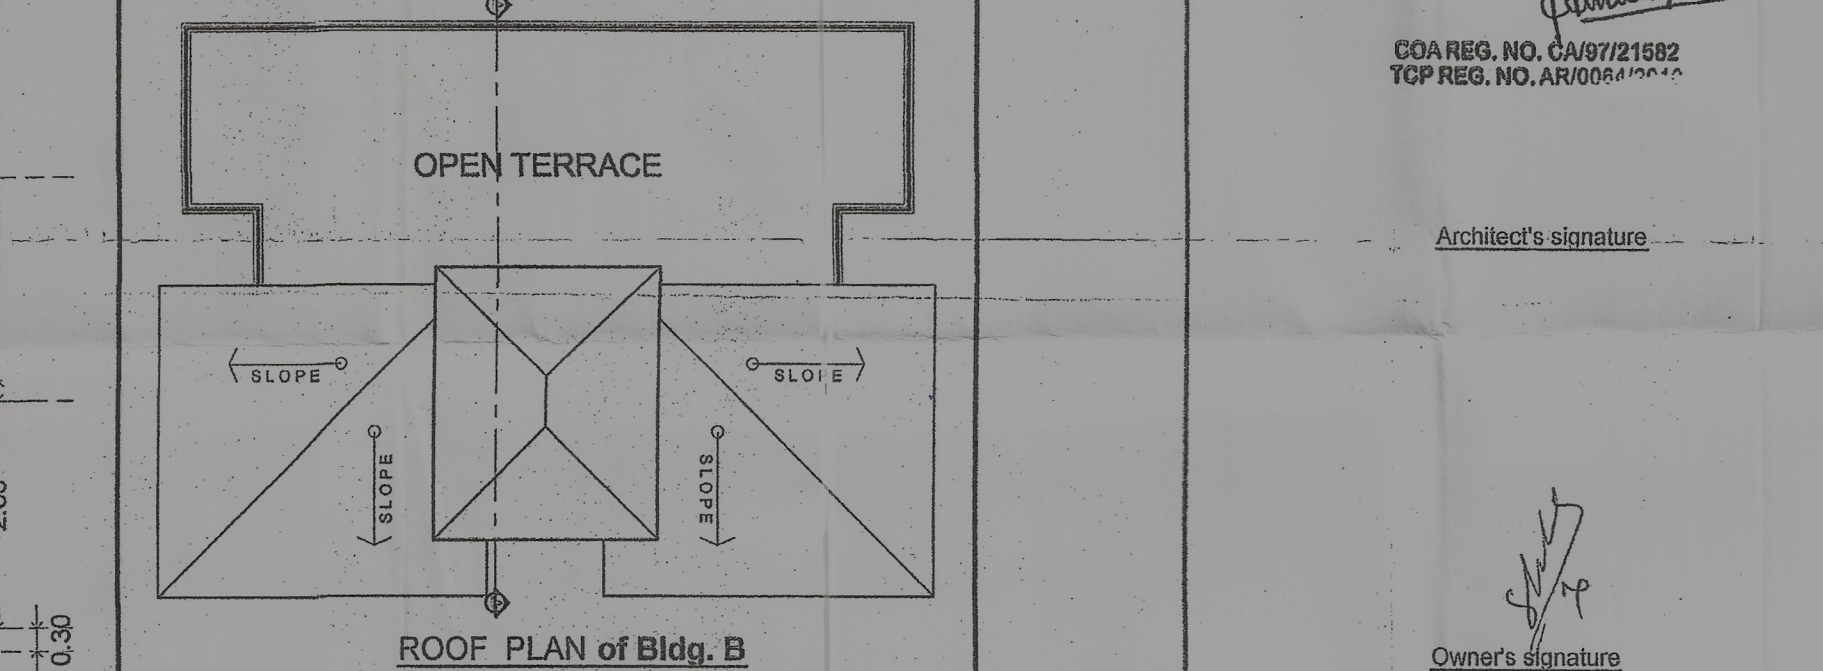 COA REG. NO. CA/97/21582
TCP REG. NO. AR/0064/2010
OPEN TERRACE
Architect's signature
SLOPE
SLOPE
SLOPE
SLOPE
0.30
ROOF PLAN of Bldg. B
Owner's signature